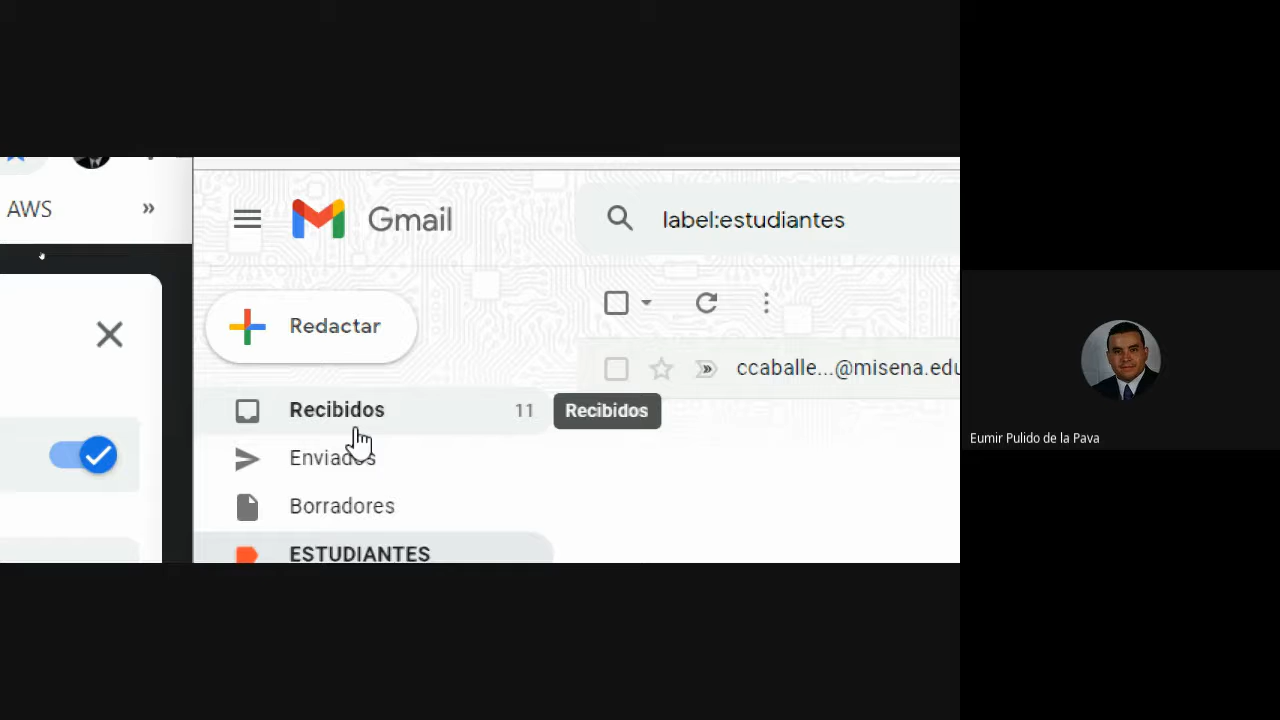 AWS »
Gmail
label:estudiantes
Redactar
ccaballe...@misena.edu
Recibidos 11 Recibidos
Enviados
Borradores
ESTUDIANTES
Eumir Pulido de la Pava